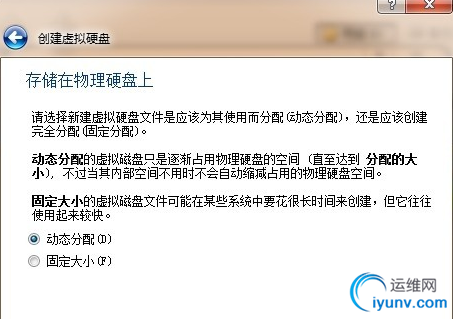 创建虚拟硬盘
存储在物理硬盘上
请选择新建虚拟硬盘文件是应该为其使用而分配(动态分配)，还是应该创建
完全分配(固定分配)。
动态分配的虚拟磁盘只是逐渐占用物理硬盘的空间（直至达到 分配的大
小），不过当其内部空间不用时不会自动缩减占用的物理硬盘空间。
固定大小的虚拟磁盘文件可能在某些系统中要花很长时间来创建，但它往往
使用起来较快。
动态分配(D)
固定大小(F)
运维网
iyunv.com